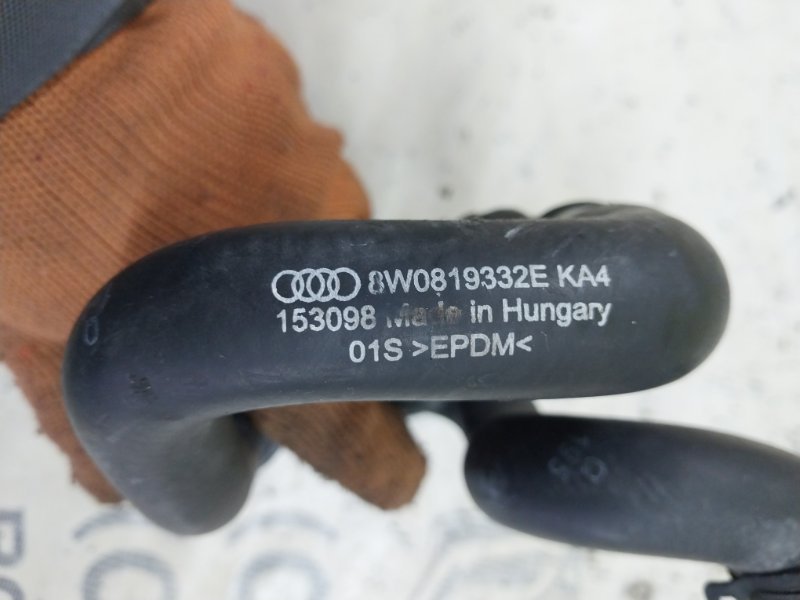 8W0819332E KA4
153098 Made in Hungary
01S >EPDM<